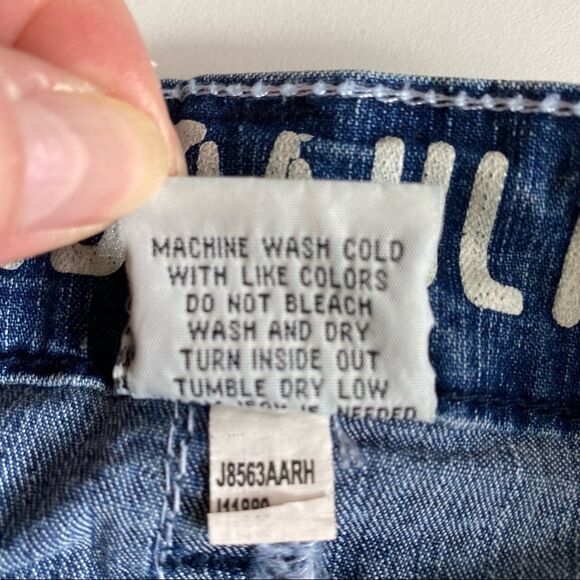 MACHINE WASH COLD
WITH LIKE COLORS
DO NOT BLEACH
WASH AND DRY
TURN INSIDE OUT
TUMBLE DRY LOW
NEEDED
J8563AARH